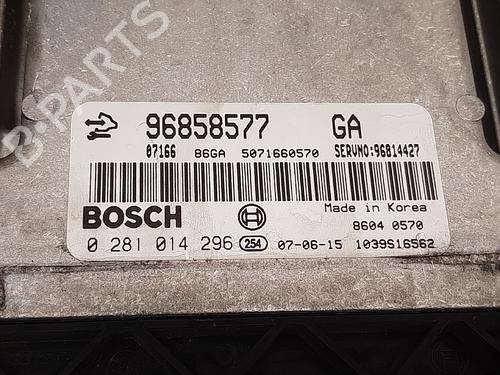 B-PARTS
96858577 GA
07166 86GA 5071660570 SERVNO:96814427
BOSCH
Made in Korea
8604 0570
0 281 014 296 254 07-06-15 1039S16562